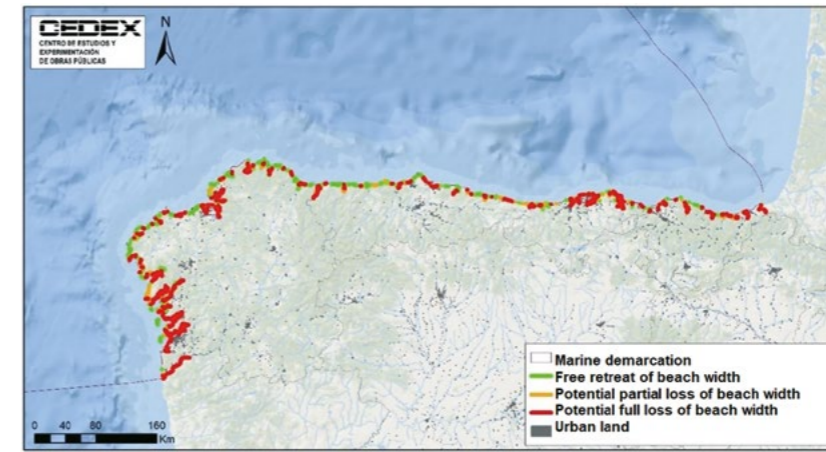 CEDEX
CENTRO DE ESTUDIOS Y
EXPERIMENTACIÓN
DE OBRAS PÚBLICAS
N
Marine demarcation
Free retreat of beach width
Potential partial loss of beach width
Potential full loss of beach width
Urban land
0 40 80 160
Km